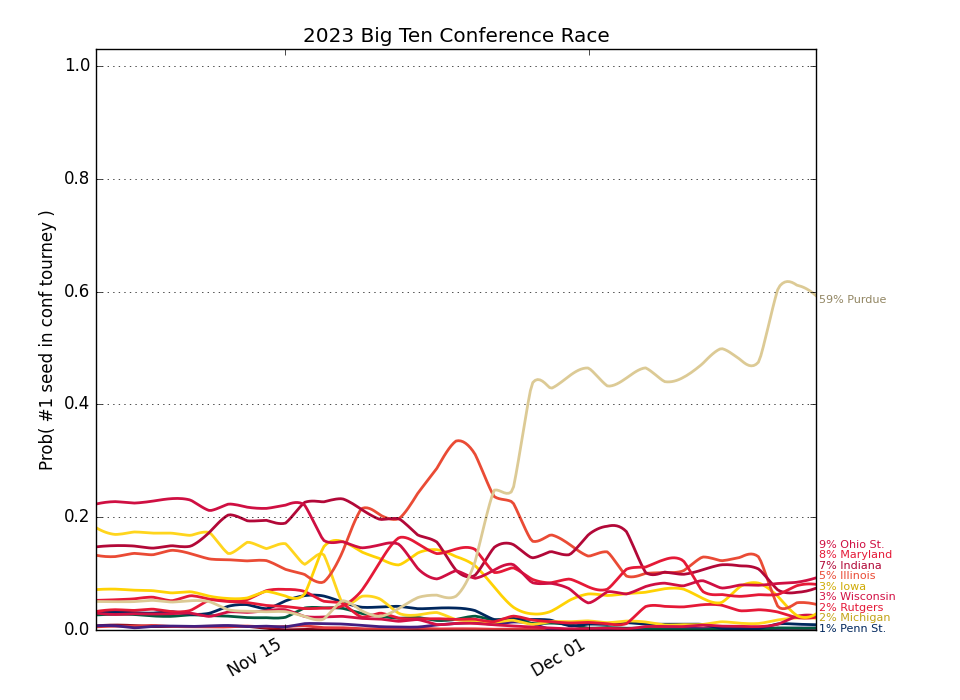 2023 Big Ten Conference Race
Prob( #1 seed in conf tourney )
1.0
0.8
0.6
0.4
0.2
0.0
Nov 15
Dec 01
59% Purdue
9% Ohio St.
8% Maryland
7% Indiana
5% Illinois
3% Iowa
3% Wisconsin
2% Rutgers
2% Michigan
1% Penn St.